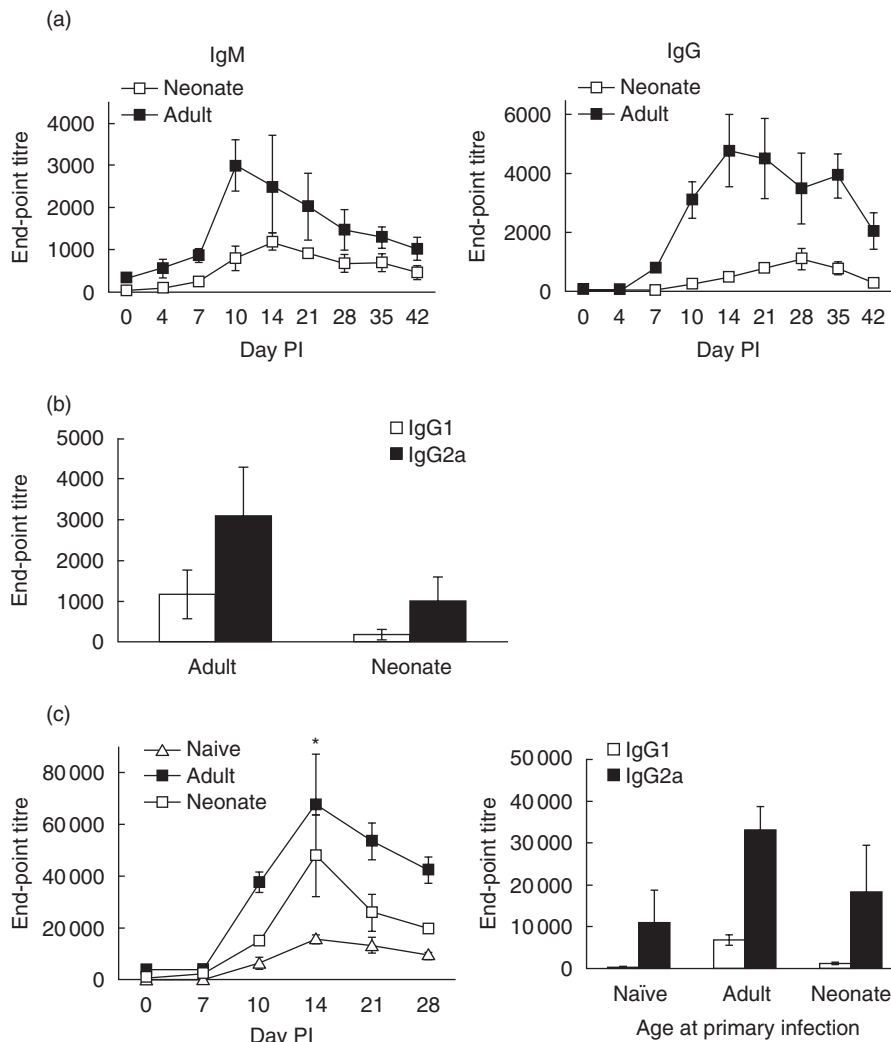 (a)
IgM
Neonate
Adult
End-point titre
4000
3000
2000
1000
0
0 4 7 10 14 21 28 35 42
Day PI
IgG
Neonate
Adult
End-point titre
6000
4000
2000
0
0 4 7 10 14 21 28 35 42
Day PI
(b)
IgG1
IgG2a
End-point titre
5000
4000
3000
2000
1000
0
Adult Neonate
(c)
Naive
Adult
Neonate
*
End-point titre
80 000
60 000
40 000
20 000
0
0 7 10 14 21 28
Day PI
IgG1
IgG2a
End-point titre
50 000
40 000
30 000
20 000
10 000
0
Naïve Adult Neonate
Age at primary infection